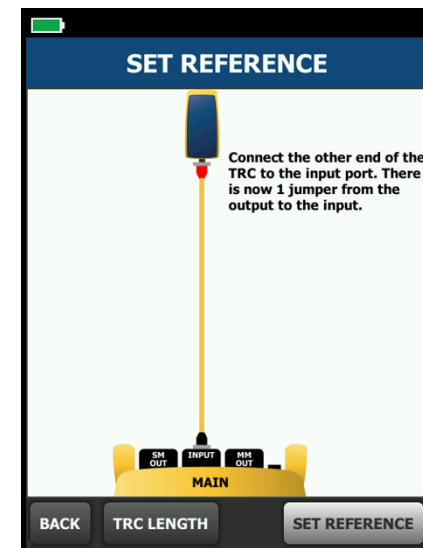 SET REFERENCE
Connect the other end of the
TRC to the input port. There
is now 1 jumper from the
output to the input.
SM
OUT
INPUT
MM
OUT
MAIN
BACK
TRC LENGTH
SET REFERENCE